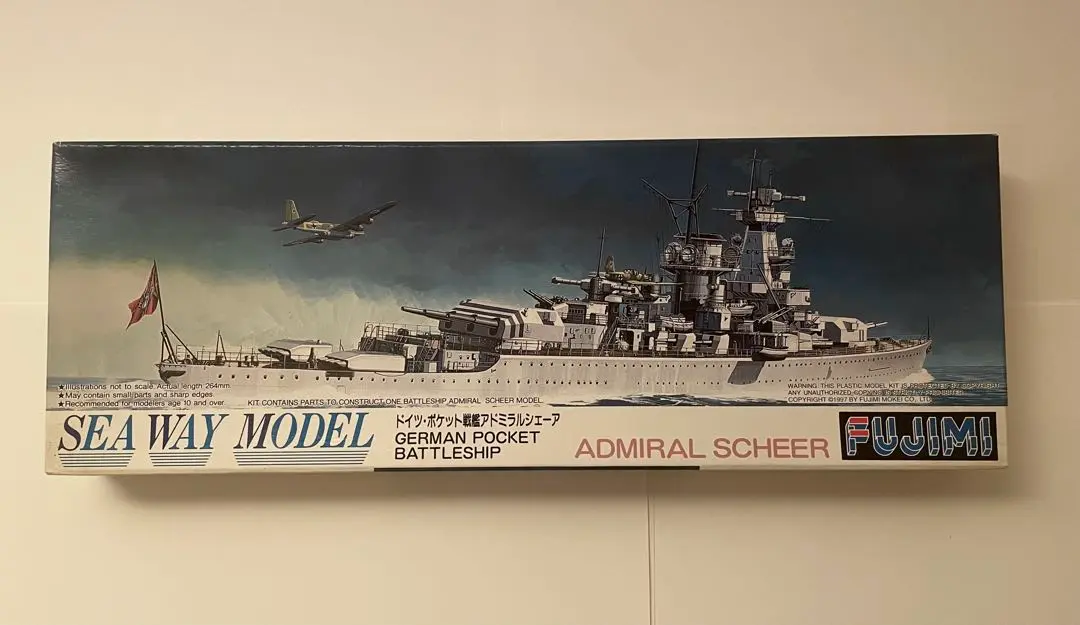 ★Illustrations not to scale. Actual length 264mm.
★May contain small parts and sharp edges.
★Recommended for modelers age 10 and over.
KIT CONTAINS PARTS TO CONSTRUCT ONE BATTLESHIP ADMIRAL SCHEER MODEL
WARNING THIS PLASTIC MODEL KIT IS PROTECTED BY COPYRIGHT
ANY UNAUTHORIZED COPYING IS
COPYRIGHT ©1997 BY FUJIMI MOKEI CO., LTD
SEA WAY MODEL
ドイツ・ポケット戦艦アドミラルシェーア
GERMAN POCKET
BATTLESHIP
ADMIRAL SCHEER
FUJIMI